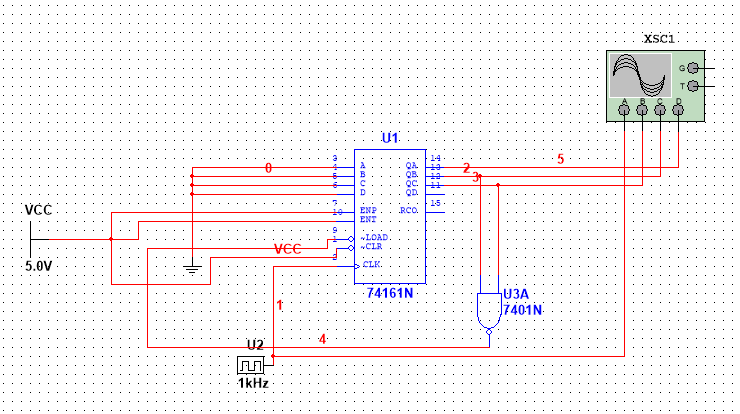 XSC1
G
T
A B C D
U1
3 A QA 14
4 B QB 13
5 C QC 12
6 D QD 11
7 ENP RCO 15
10 ENT
9 ~LOAD
1 ~CLR
2 CLK
74161N
0
2
3
5
VCC
5.0V
VCC
1
4
U3A
7401N
U2
1kHz